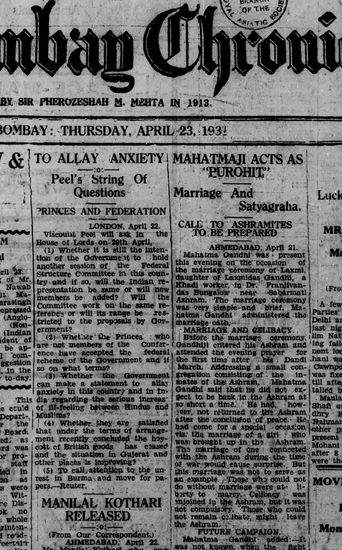 BRANCH
OF THE
ROYAL ASIATIC SOCIETY
mbay Chroni
BY SIR PHEROZESHAH M. MEHTA IN 1913.
BOMBAY: THURSDAY, APRIL 23, 1931
TO ALLAY ANXIETY
Peel's String Of
Questions
PRINCES AND FEDERATION
LONDON, April 22.
Viscount Peel will ask in the
House of Lords on 29th April,
(1) Whether it is still the inten-
tion of the Government to hold
another session of the Federal
Structure Committee in this coun-
try and if so, will the Indian re-
presentation be same or will new
members be added? Will the
Committee work on the same re-
ference or will its range be res-
tricted to the proposals by Gov-
ernment?
(2) Whether the Princes who
are not members of the Confer-
ence have accepted the federal
scheme of the Government and if
so on what terms?
(3) Whether the Government
can make a statement to allay
anxiety in this country and in In-
dia regarding the serious increase
of ill-feeling between Hindus and
Muslims?
(4) Whether they are satisfied
that under the terms of arrange-
ment recently concluded the boy-
cott of British goods has ceased
and the situation in Gujerat and
other places is improving?
(5) To call attention to the un-
rest in Burma and move for pa-
pers.—Reuter.
MANILAL KOTHARI
RELEASED
(From Our Correspondent.)
AHMEDABAD, April 22.
MAHATMAJI ACTS AS
"PUROHIT"
Marriage And
Satyagraha.
CALL TO ASHRAMITES
TO BE PREPARED
AHMEDABAD, April 21.
Mahatma Gandhi was present
this evening on the occasion of
the marriage ceremony of Laxmi,
daughter of Laxmidas Gandhi, a
Khadi worker, in Dr. Pranjivan-
das Bungalow near Sabarmati
Ashram. The marriage ceremony
was very simple and brief. Ma-
hatma Gandhi administered the
marriage oath.
MARRIAGE AND CELIBACY.
Before the marriage ceremony,
Gandhiji entered his Ashram and
attended the evening prayer for
the first time after his Dandi
March. Addressing a small con-
gregation consisting of the in-
mates of the Ashram, Mahatma
Gandhi said that he did not ex-
pect to be back in the Ashram at
so short a time. He had, how-
ever, not returned to the Ashram
after the conclusion of peace. He
had come for a special occasion
viz. the marriage of a girl who
was brought up in the Ashram.
The marriage of one connected
with the Ashram during the time
of war would cause surprise. But
this marriage was not to serve as
an example. Those who could not
do without marriage were at li-
berty to marry. Celibacy was
enjoined in the Ashram, but it was
not compulsory. Those who could
not remain celibate, might leave
the Ashram.
FUTURE CAMPAIGN.
Mahatma Gandhi added:—It
was not known when the fight
Luck
MR
(Fro
A few
Parties'
Delhi an
last nig
MOV